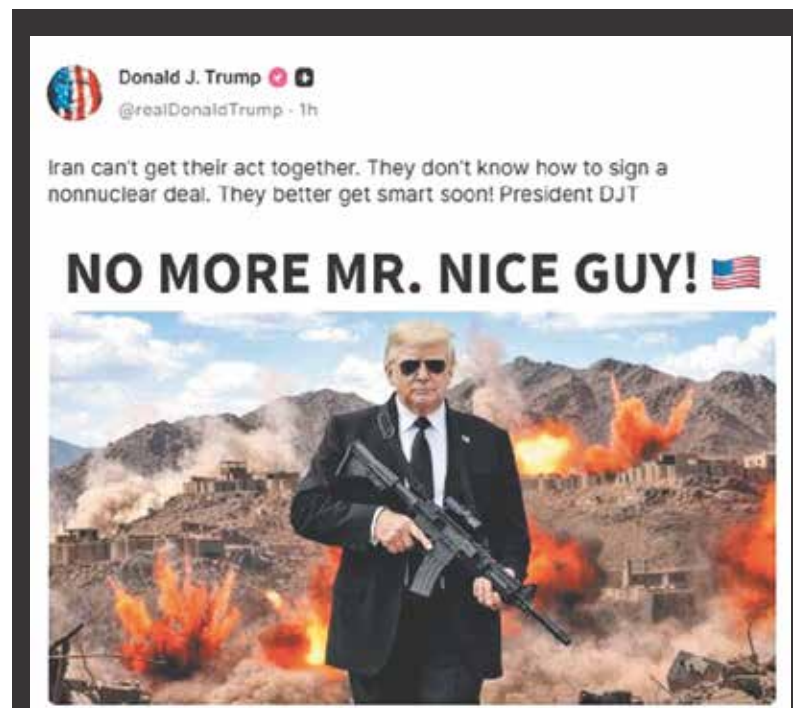 Donald J. Trump
@realDonaldTrump · 1h
Iran can't get their act together. They don't know how to sign a
nonnuclear deal. They better get smart soon! President DJT
NO MORE MR. NICE GUY!